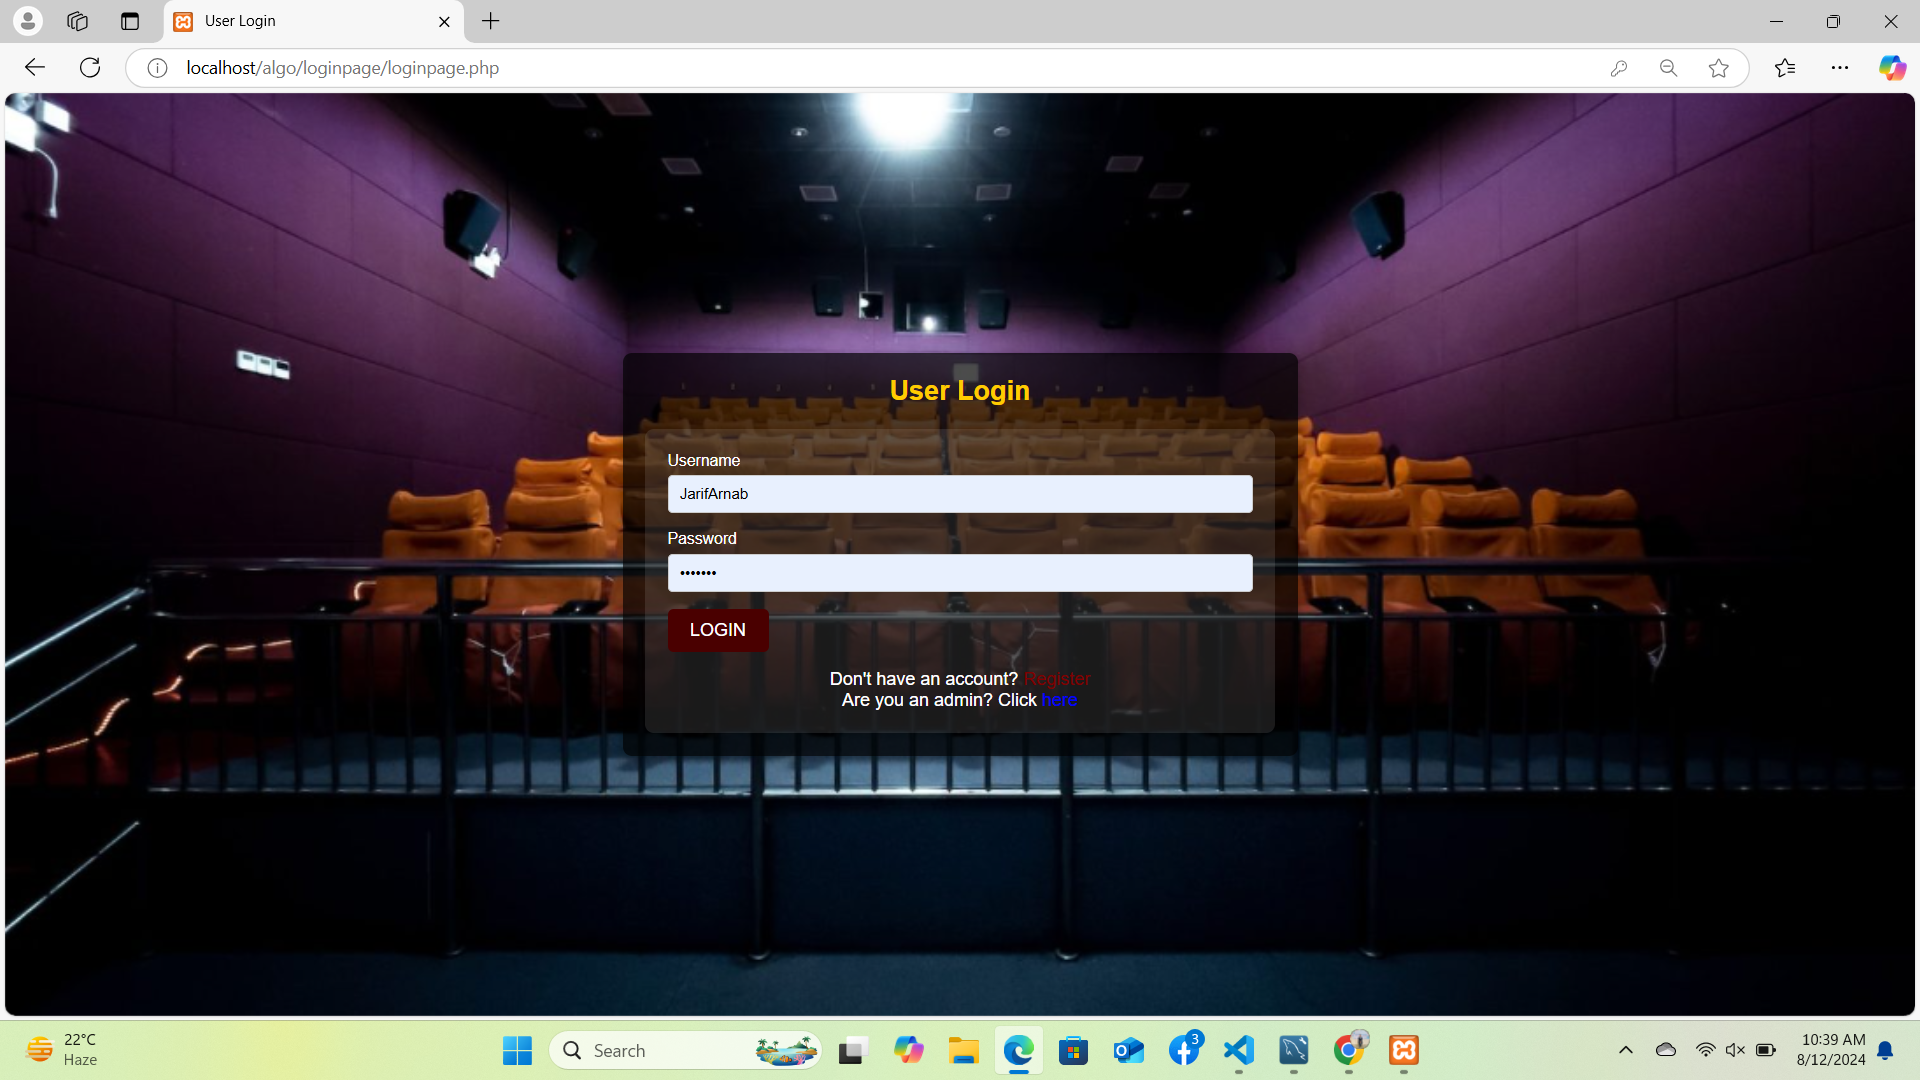 User Login
localhost/algo/loginpage/loginpage.php
User Login
Username
JarifArnab
Password
•••••••
LOGIN
Don't have an account? Register
Are you an admin? Click here
22°C
Haze
Search
3
10:39 AM
8/12/2024